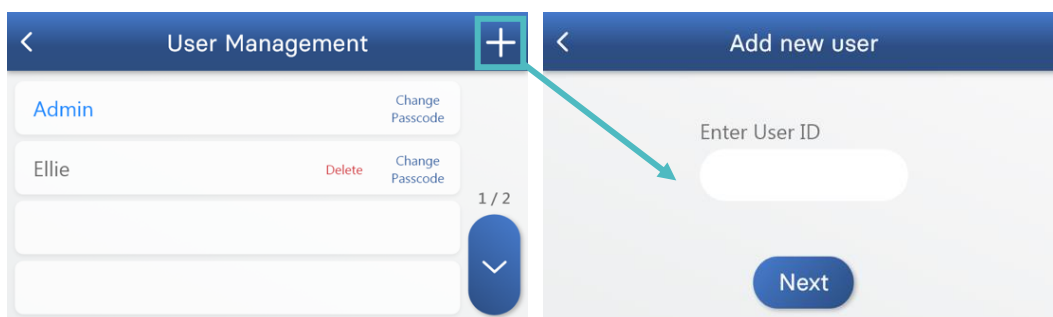 User Management
Admin
Change
Passcode
Ellie
Delete
Change
Passcode
1 / 2
Add new user
Enter User ID
Next